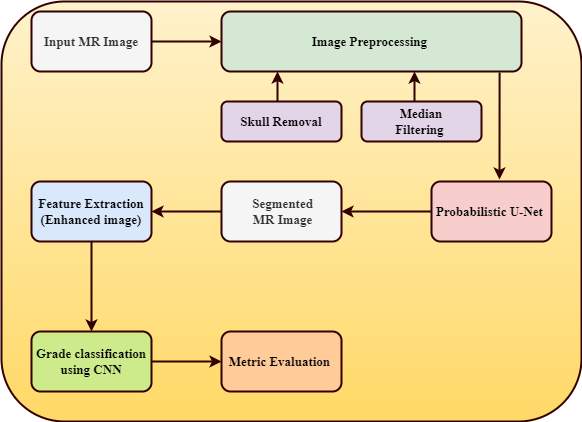 Input MR Image
Image Preprocessing
Skull Removal
Median
Filtering
Feature Extraction
(Enhanced image)
Segmented
MR Image
Probabilistic U-Net
Grade classification
using CNN
Metric Evaluation